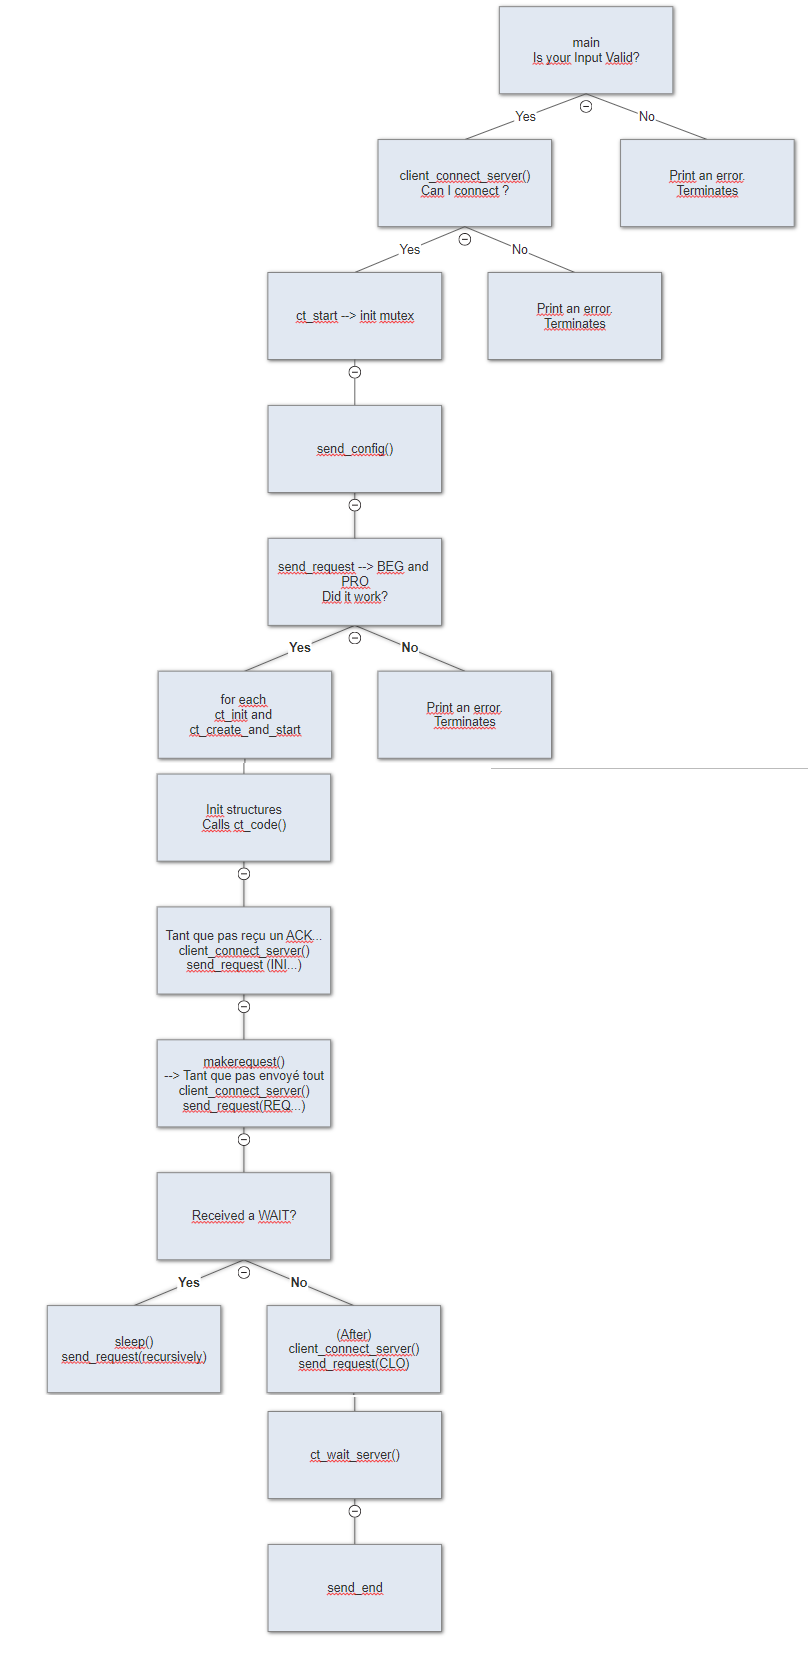 main
Is your Input Valid?
Yes
No
client_connect_server()
Can I connect ?
Print an error.
Terminates
Yes
No
ct_start --> init mutex
Print an error.
Terminates
send_config()
send_request --> BEG and
PRO
Did it work?
Yes
No
for each
ct_init and
ct_create_and_start
Print an error.
Terminates
Init structures
Calls ct_code()
Tant que pas reçu un ACK...
client_connect_server()
send_request (INI...)
makerequest()
--> Tant que pas envoyé tout
client_connect_server()
send_request(REQ...)
Received a WAIT?
Yes
No
sleep()
send_request(recursively)
(After)
client_connect_server()
send_request(CLO)
ct_wait_server()
send_end